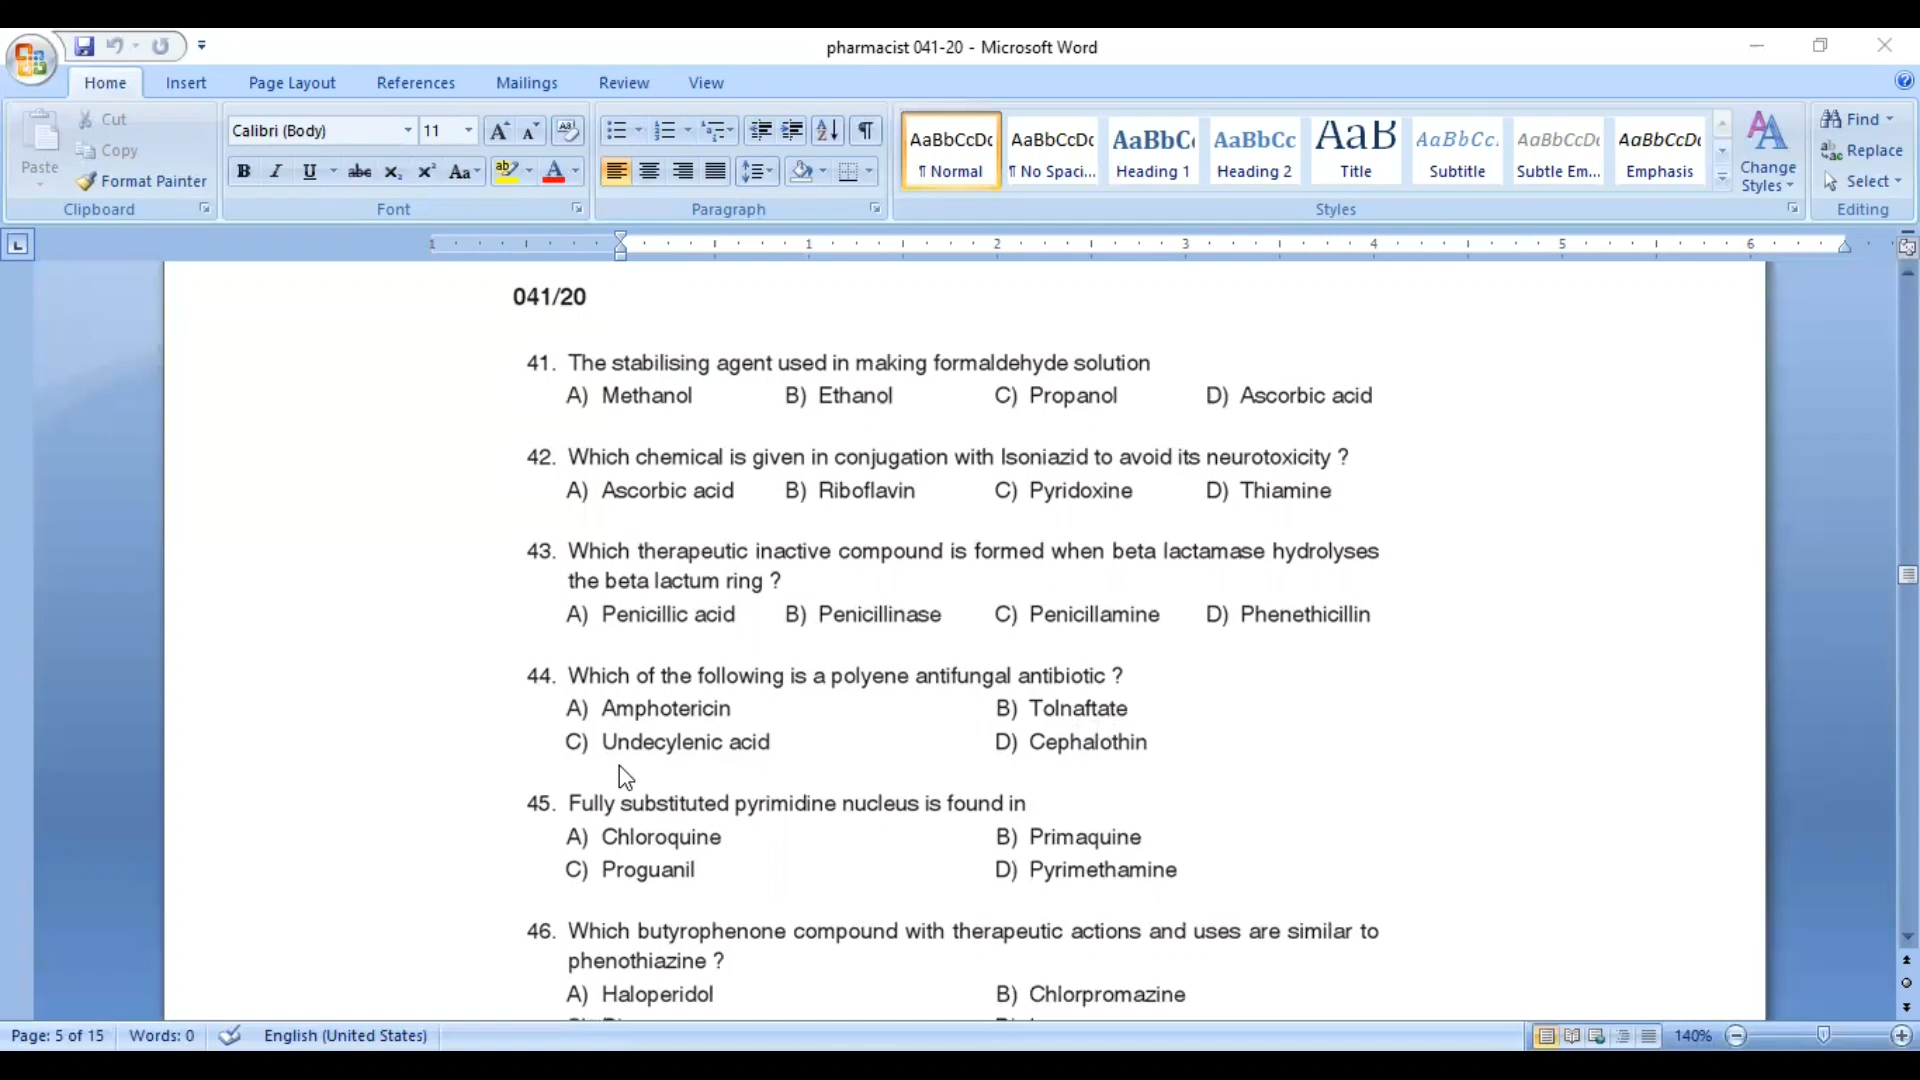 pharmacist 041-20 - Microsoft Word
Home Insert Page Layout References Mailings Review View
Paste
Cut
Copy
Format Painter
Clipboard
Calibri (Body) 11
Font
Paragraph
AaBbCcDc AaBbCcDc AaBbC AaBbCc AaB AaBbCc. AaBbCcDc AaBbCcDc
¶ Normal ¶ No Spaci... Heading 1 Heading 2 Title Subtitle Subtle Em... Emphasis
Change Styles
Styles
Find
Replace
Select
Editing
1 1 2 3 4 5 6
041/20
41. The stabilising agent used in making formaldehyde solution
A) Methanol B) Ethanol C) Propanol D) Ascorbic acid
42. Which chemical is given in conjugation with Isoniazid to avoid its neurotoxicity ?
A) Ascorbic acid B) Riboflavin C) Pyridoxine D) Thiamine
43. Which therapeutic inactive compound is formed when beta lactamase hydrolyses
the beta lactum ring ?
A) Penicillic acid B) Penicillinase C) Penicillamine D) Phenethicillin
44. Which of the following is a polyene antifungal antibiotic ?
A) Amphotericin B) Tolnaftate
C) Undecylenic acid D) Cephalothin
45. Fully substituted pyrimidine nucleus is found in
A) Chloroquine B) Primaquine
C) Proguanil D) Pyrimethamine
46. Which butyrophenone compound with therapeutic actions and uses are similar to
phenothiazine ?
A) Haloperidol B) Chlorpromazine
Page: 5 of 15 Words: 0 English (United States) 140%